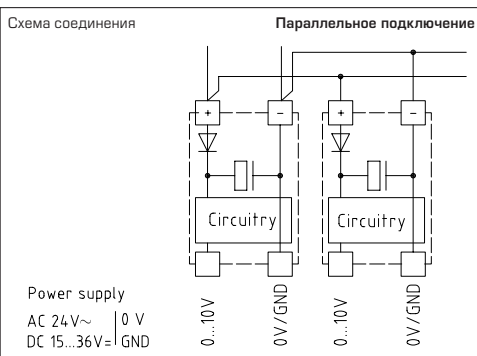 Схема соединения
Параллельное подключение
+
–
+
–
Circuitry
Circuitry
Power supply
AC 24V~ 0 V
DC 15...36V= GND
0...10V
0V/GND
0...10V
0V/GND